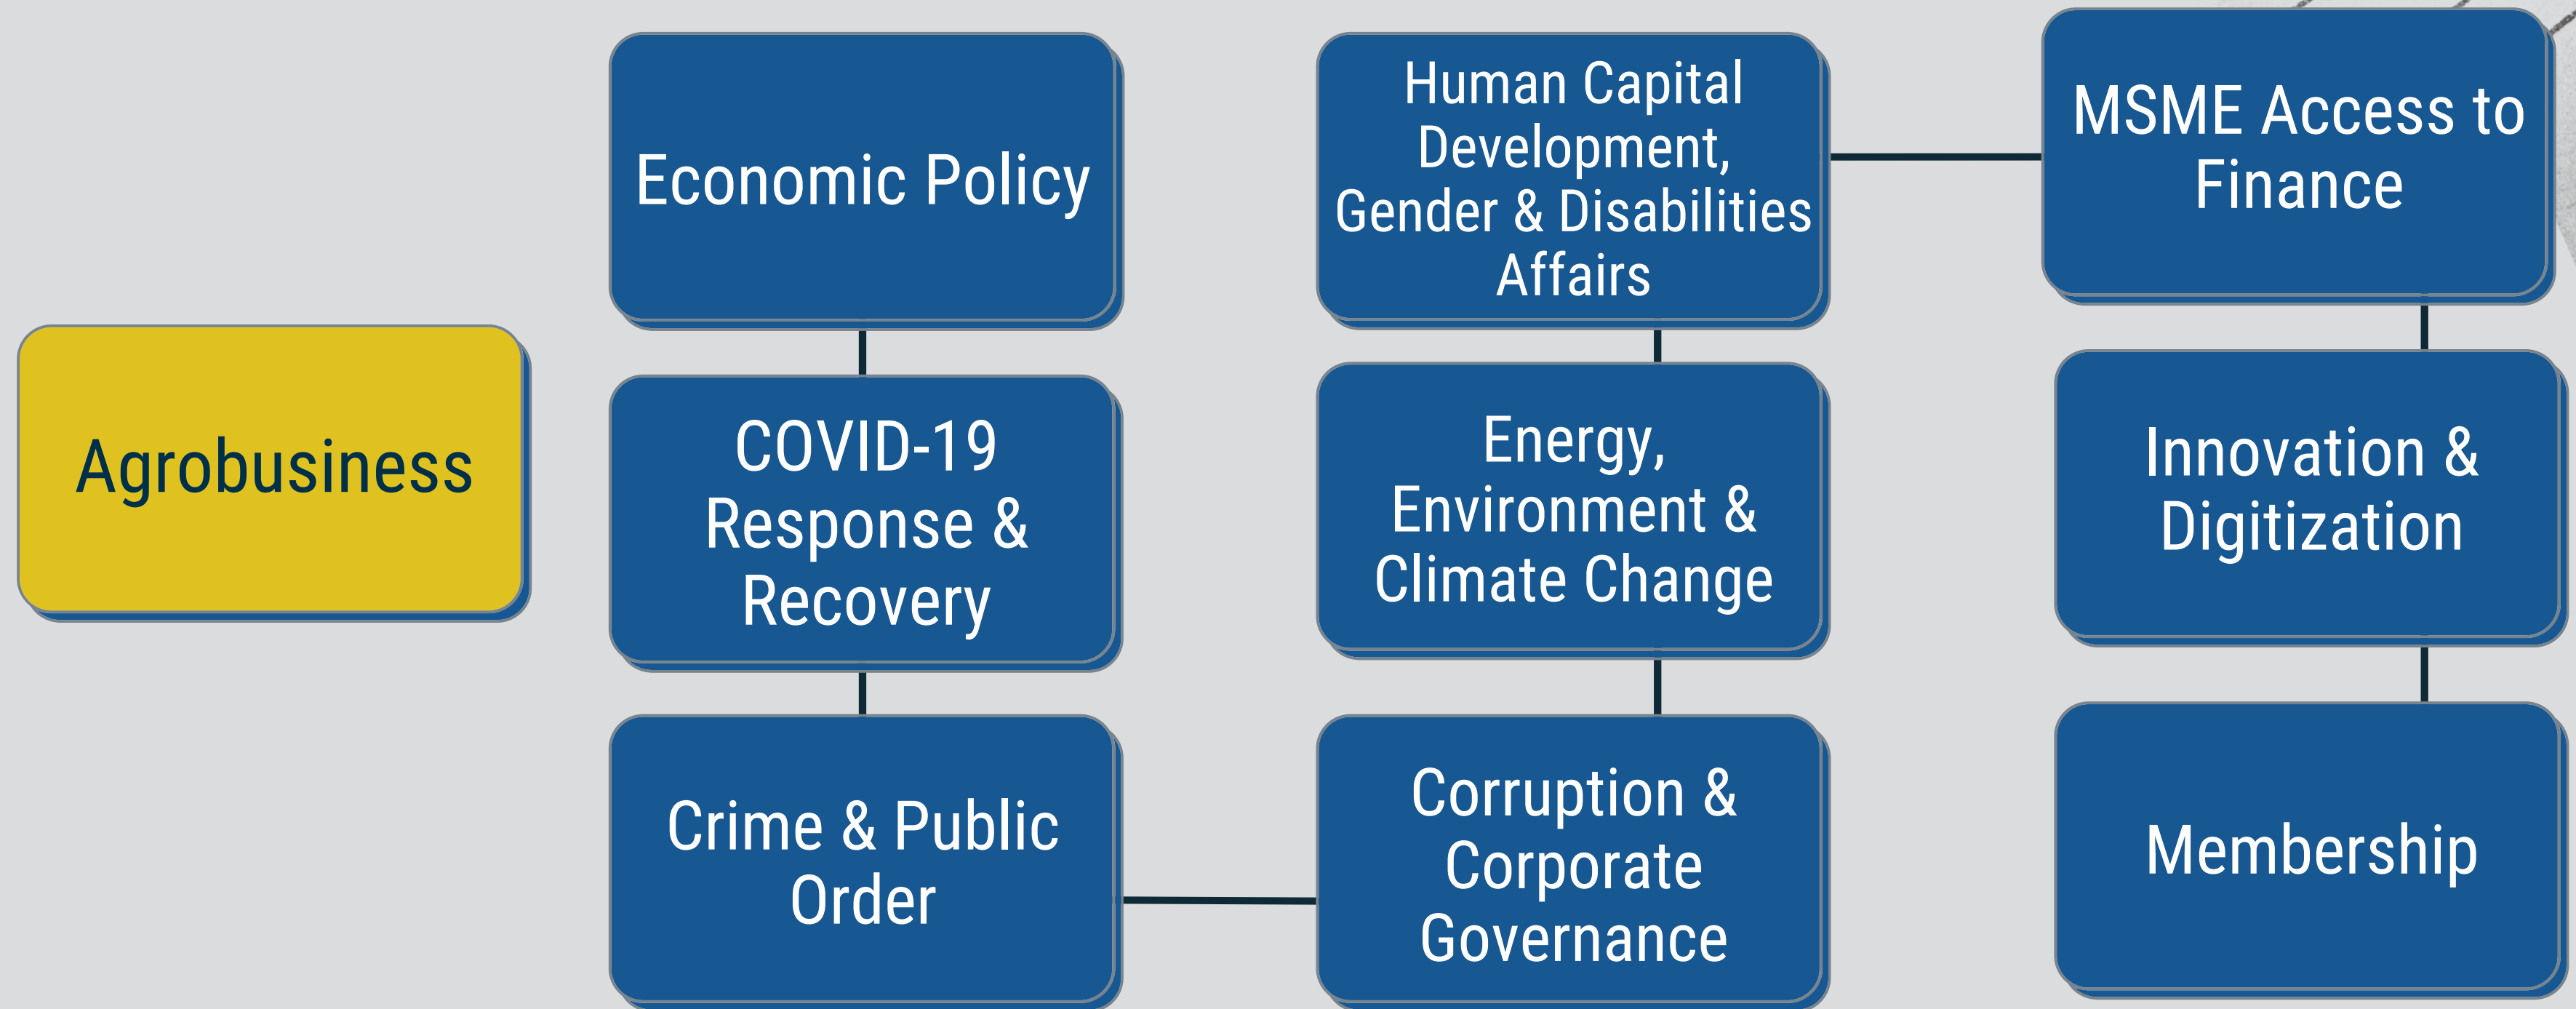 Agrobusiness
Economic Policy
COVID-19
Response &
Recovery
Crime & Public
Order
Human Capital
Development,
Gender & Disabilities
Affairs
Energy,
Environment &
Climate Change
Corruption &
Corporate
Governance
MSME Access to
Finance
Innovation &
Digitization
Membership